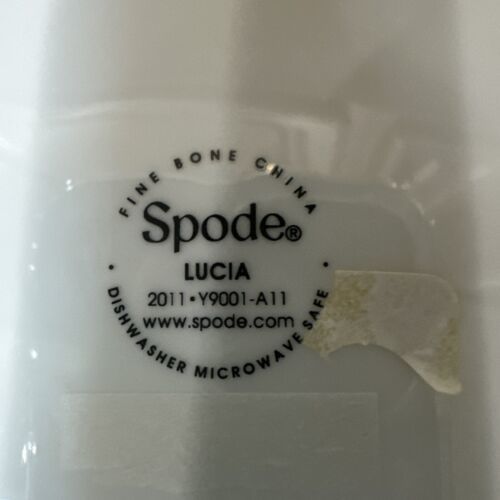 FINE BONE CHINA
Spode®
LUCIA
2011•Y9001-A11
www.spode.com
• DISHWASHER MICROWAVE SAFE •